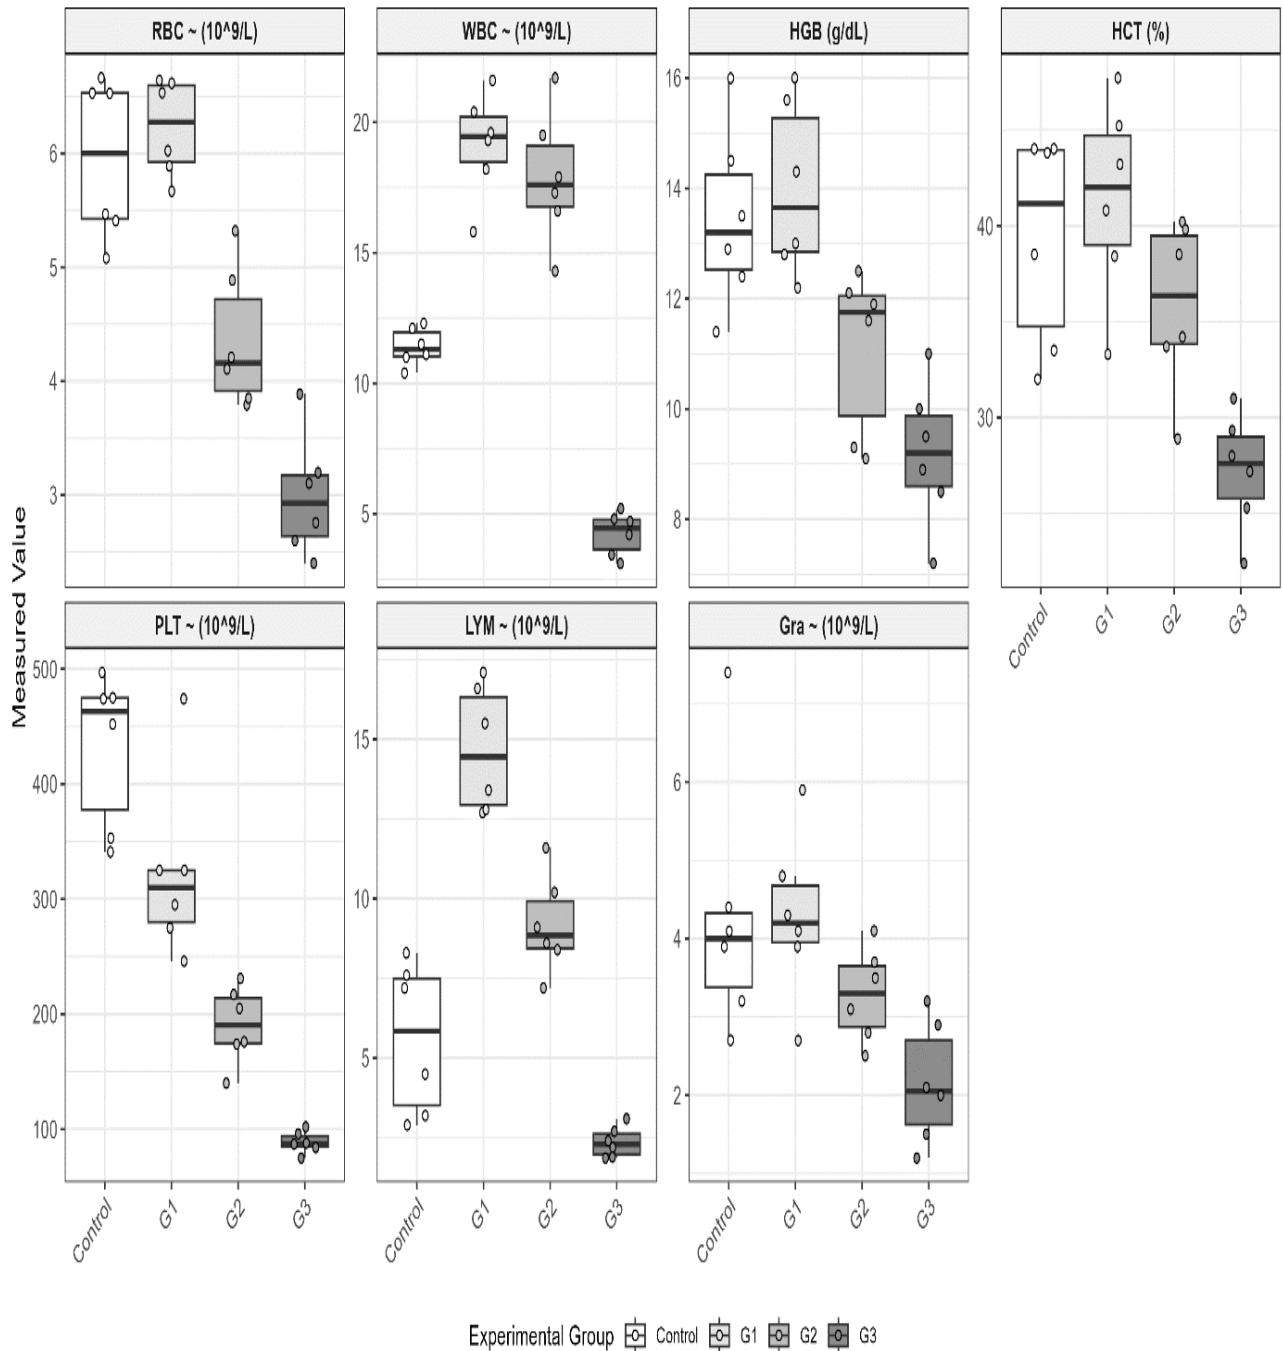 RBC ~ (10^9/L)
WBC ~ (10^9/L)
HGB (g/dL)
HCT (%)
6
5
4
3
20
15
10
5
16
14
12
10
8
40
30
Control
G1
G2
G3
Measured Value
PLT ~ (10^9/L)
LYM ~ (10^9/L)
Gra ~ (10^9/L)
500
400
300
200
100
15
10
5
6
4
2
Control
G1
G2
G3
Control
G1
G2
G3
Control
G1
G2
G3
Experimental Group Control G1 G2 G3